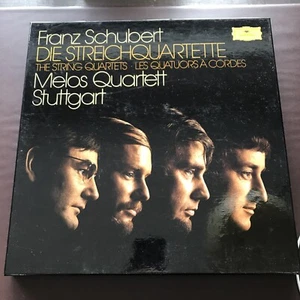 Franz Schubert
DIE STREICHQUARTETTE
THE STRING QUARTETS · LES QUATUORS À CORDES
Melos Quartett
Stuttgart